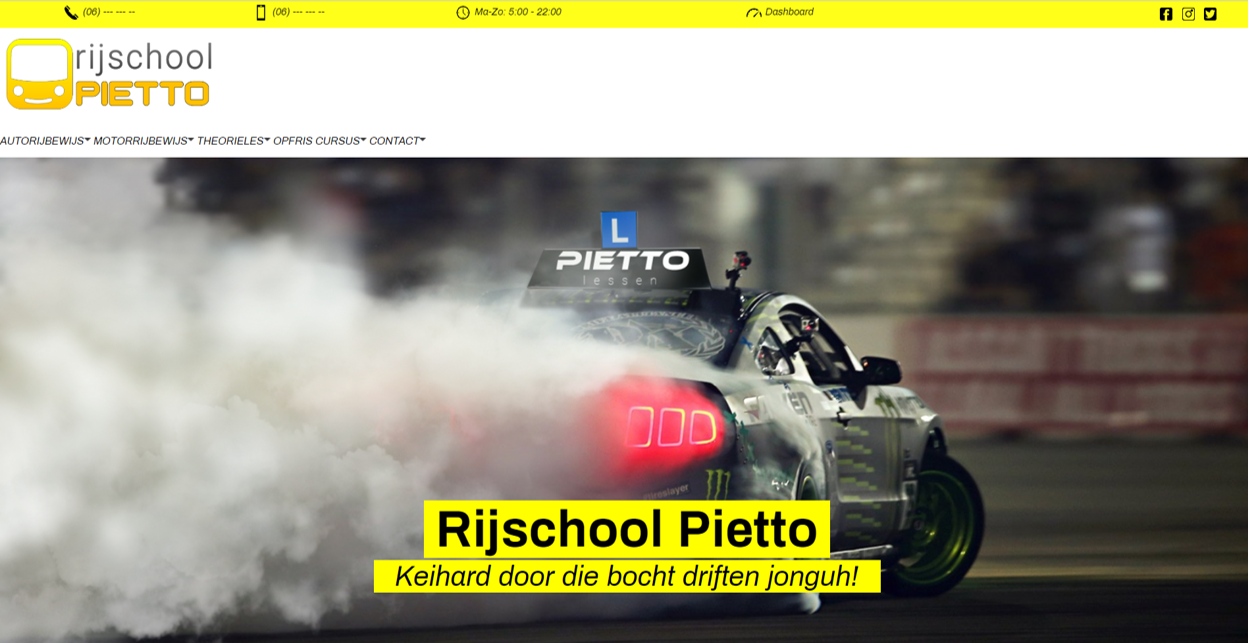 (06) --- --- --
(06) --- --- --
Ma-Zo: 5:00 - 22:00
Dashboard
rijschool
PIETTO
AUTORIJBEWIJS MOTORRIJBEWIJS THEORIELES OPFRIS CURSUS CONTACT
L
PIETTO
lessen
Rijschool Pietto
Keihard door die bocht driften jonguh!